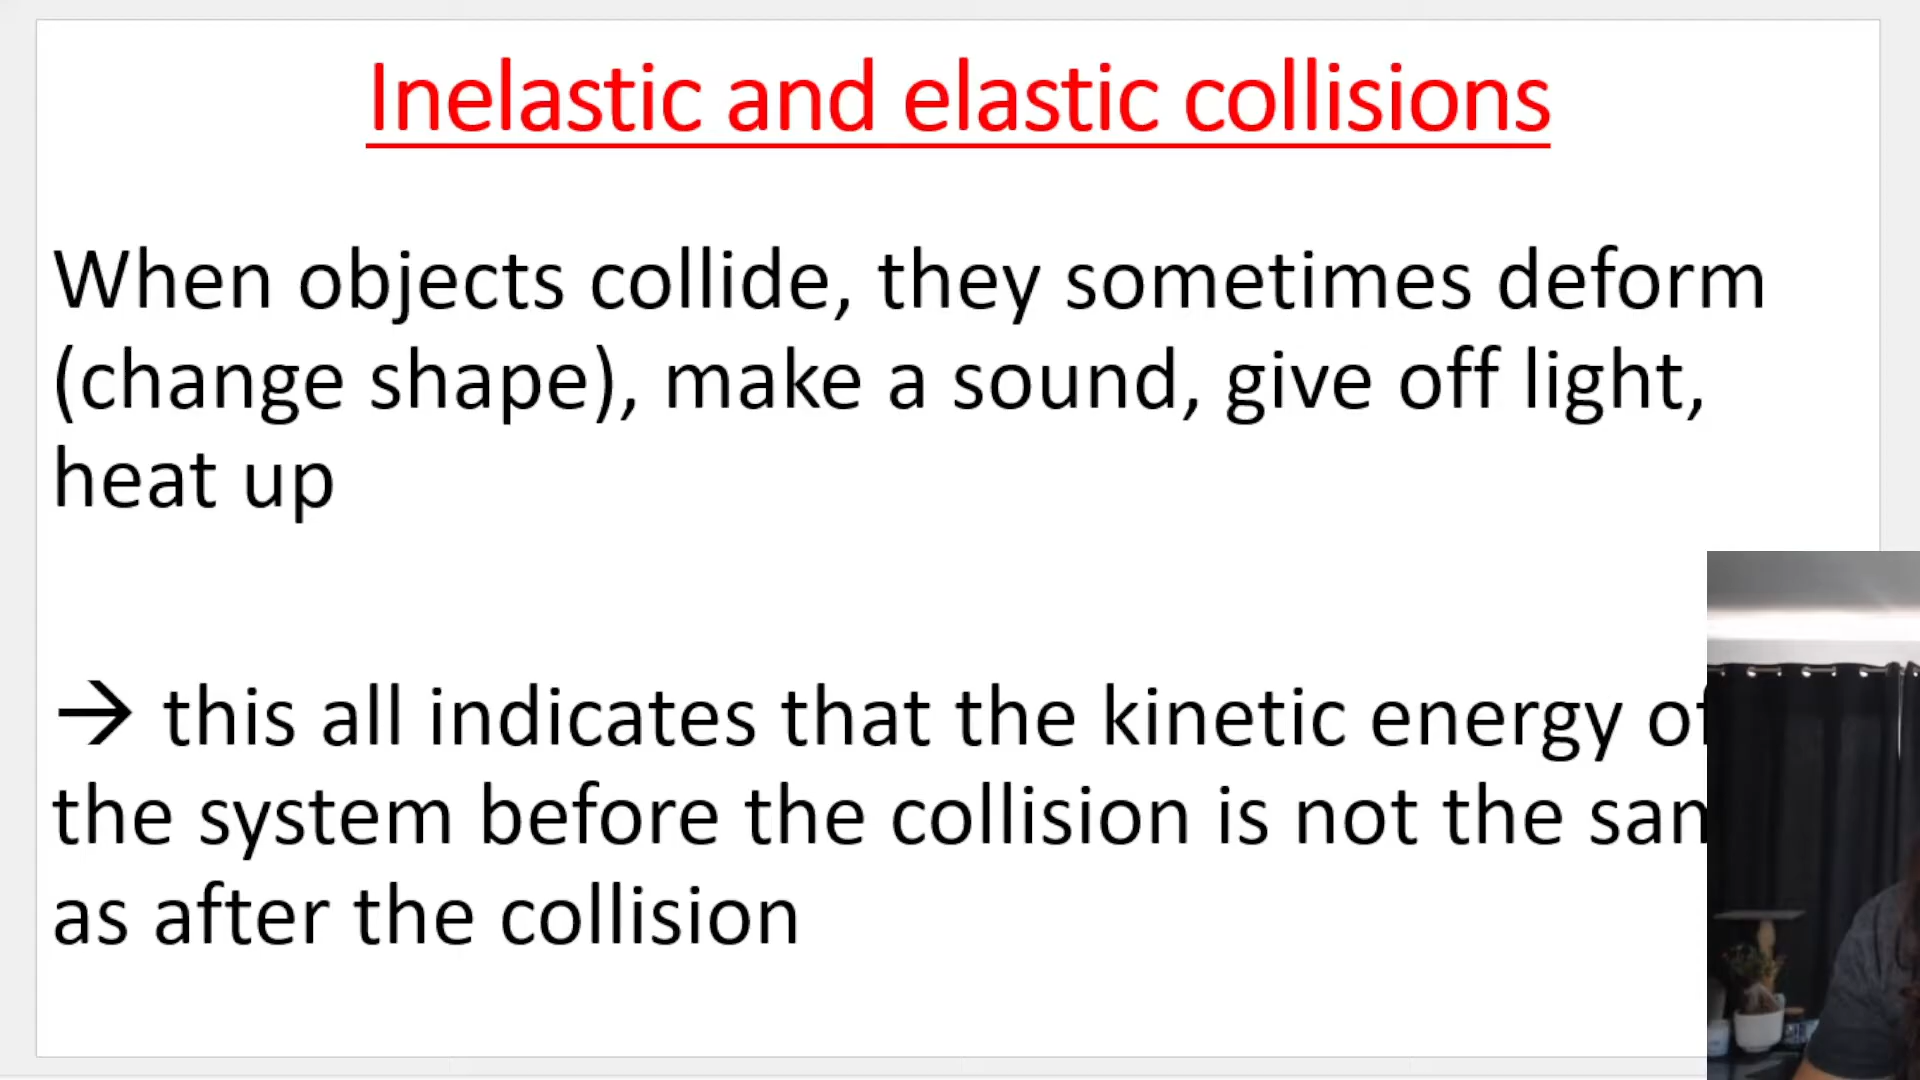 Inelastic and elastic collisions
When objects collide, they sometimes deform
(change shape), make a sound, give off light,
heat up
→ this all indicates that the kinetic energy of
the system before the collision is not the
as after the collision